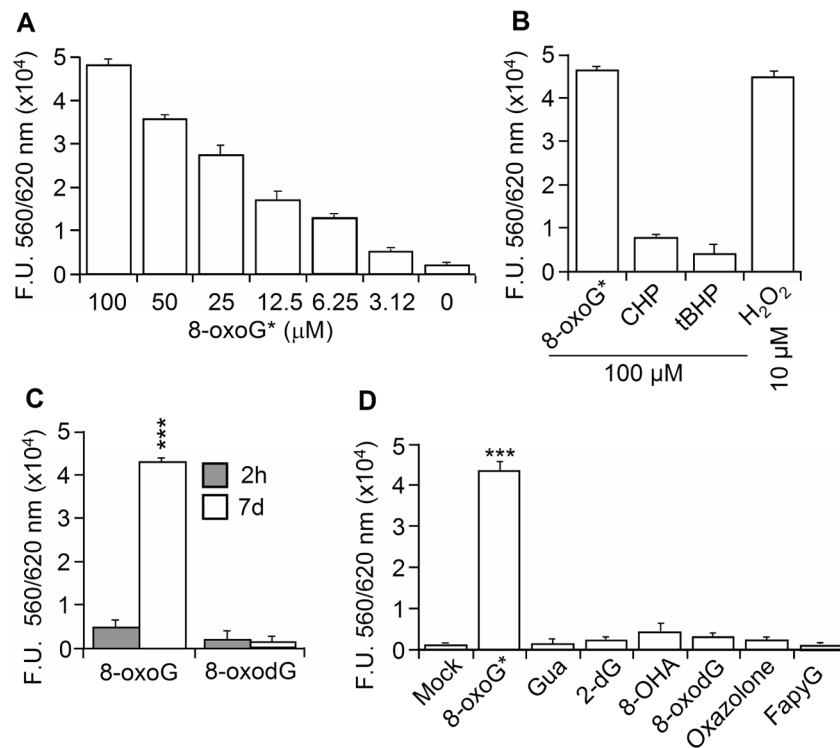 A
F.U. 560/620 nm (x10⁴)
5
4
3
2
1
0
100 50 25 12.5 6.25 3.12 0
8-oxoG* (μM)
B
F.U. 560/620 nm (x10⁴)
5
4
3
2
1
0
8-oxoG* CHP tBHP H₂O₂
100 μM 10 μM
C
F.U. 560/620 nm (x10⁴)
5
4
3
2
1
0
***
2h
7d
8-oxoG 8-oxodG
D
F.U. 560/620 nm (x10⁴)
5
4
3
2
1
0
***
Mock 8-oxoG* Gua 2-dG 8-OHA 8-oxodG Oxazolone FapyG